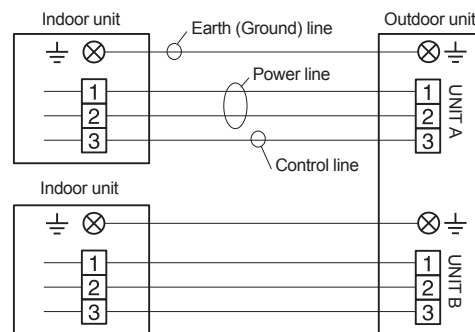 Indoor unit
Outdoor unit
Earth (Ground) line
Power line
1
1
2
2
3
3
UNIT A
Control line
Indoor unit
1
1
2
2
3
3
UNIT B